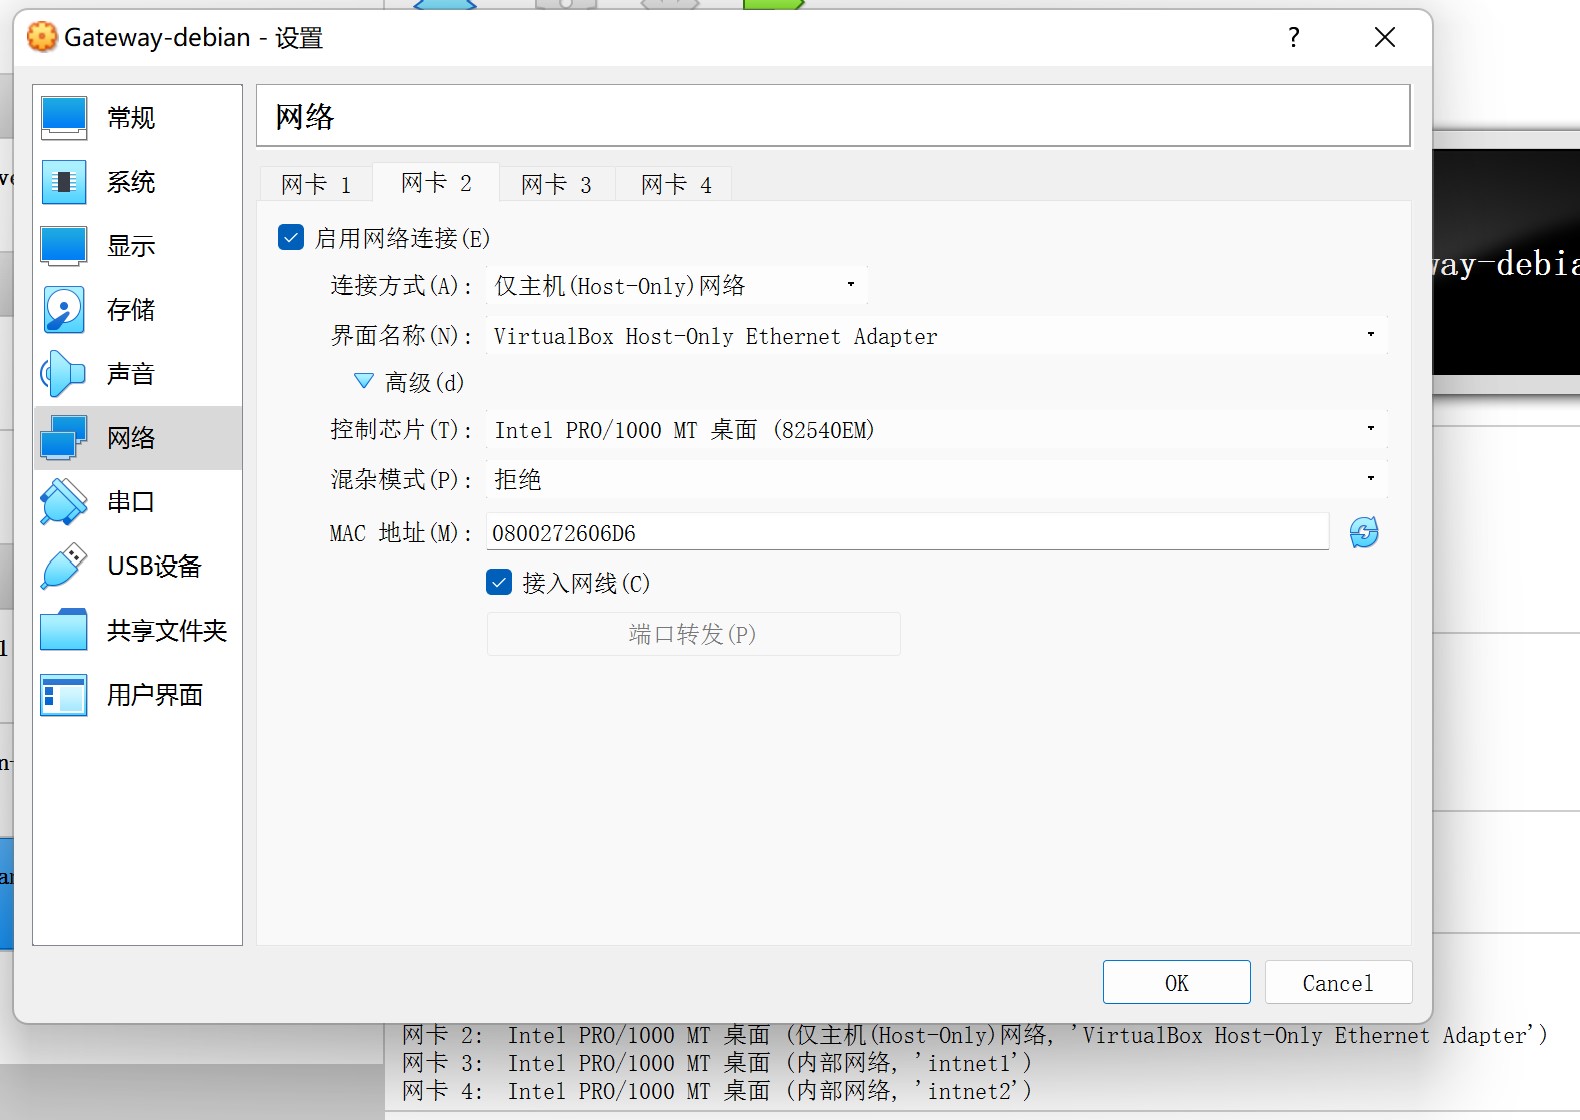 Gateway-debian - 设置
?
常规
系统
显示
存储
声音
网络
串口
USB设备
共享文件夹
用户界面
网络
网卡 1
网卡 2
网卡 3
网卡 4
启用网络连接(E)
连接方式(A): 仅主机(Host-Only)网络
界面名称(N): VirtualBox Host-Only Ethernet Adapter
高级(d)
控制芯片(T): Intel PRO/1000 MT 桌面 (82540EM)
混杂模式(P): 拒绝
MAC 地址(M): 0800272606D6
接入网线(C)
端口转发(P)
OK
Cancel
way-debia
网卡 2: Intel PRO/1000 MT 桌面 (仅主机(Host-Only)网络, 'VirtualBox Host-Only Ethernet Adapter')
网卡 3: Intel PRO/1000 MT 桌面 (内部网络, 'intnet1')
网卡 4: Intel PRO/1000 MT 桌面 (内部网络, 'intnet2')